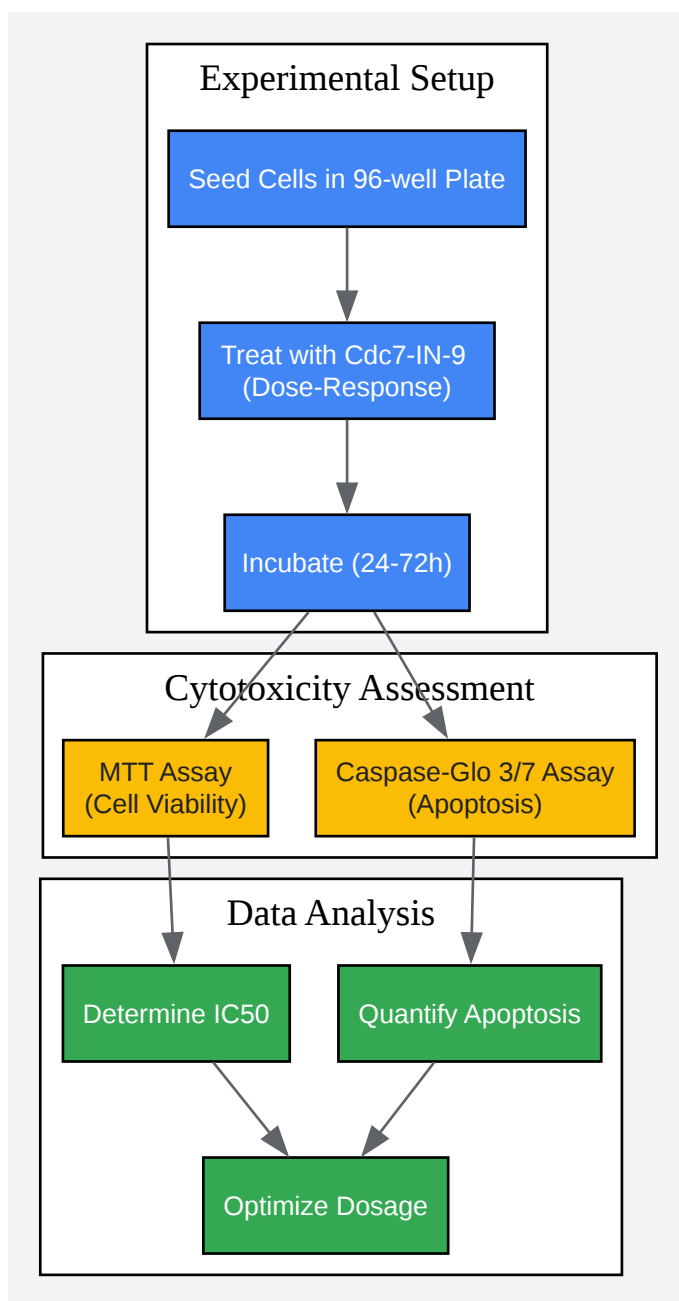 Experimental Setup
Seed Cells in 96-well Plate
Treat with Cdc7-IN-9
(Dose-Response)
Incubate (24-72h)
Cytotoxicity Assessment
MTT Assay
(Cell Viability)
Caspase-Glo 3/7 Assay
(Apoptosis)
Data Analysis
Determine IC50
Quantify Apoptosis
Optimize Dosage